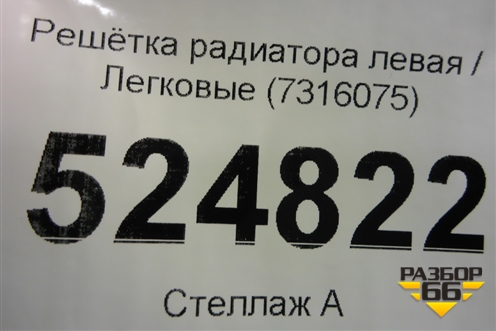 Решётка радиатора левая /
Легковые (7316075)
524822
Стеллаж А
РАЗБОР
66